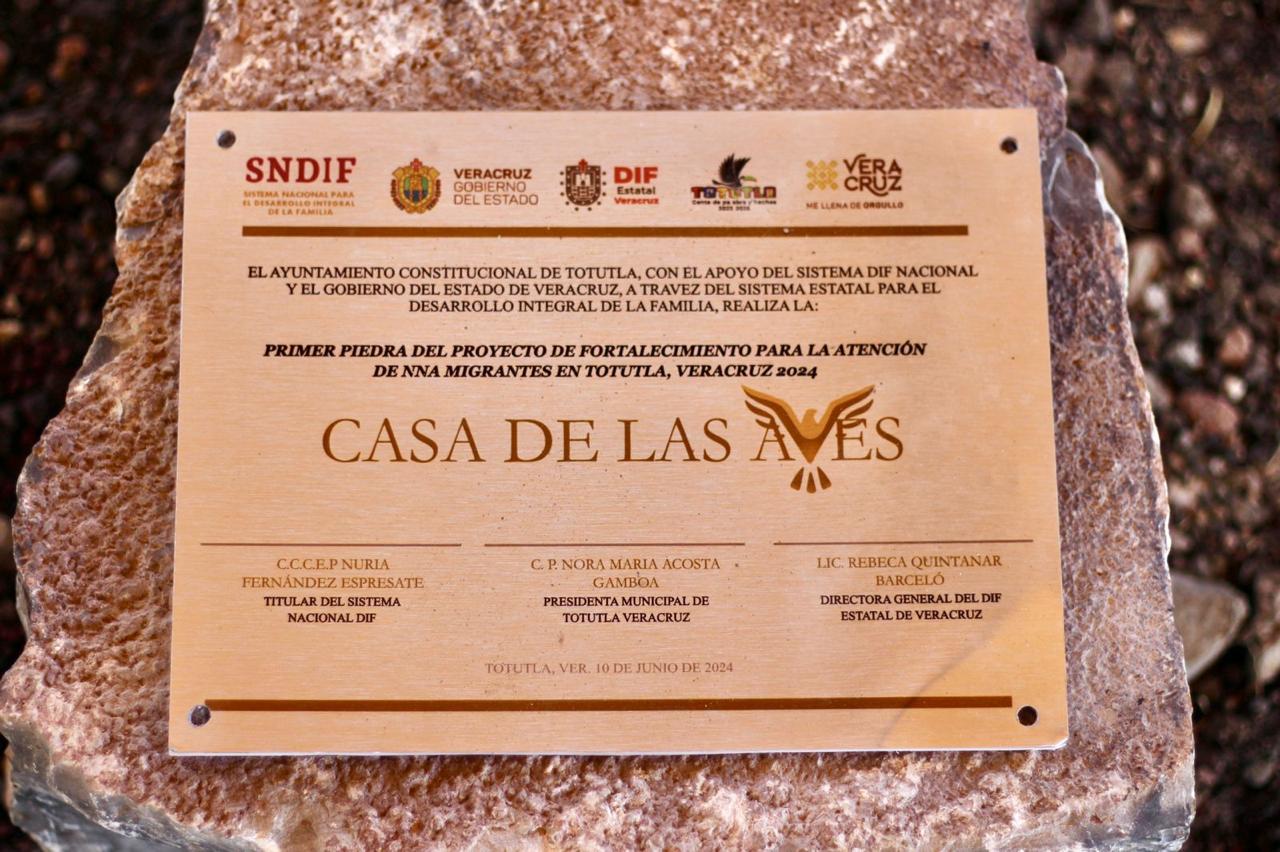 SNDIF
SISTEMA NACIONAL PARA
EL DESARROLLO INTEGRAL
DE LA FAMILIA
VERACRUZ
GOBIERNO
DEL ESTADO
DIF
Estatal
Veracruz
TOTUTLA
VERA
CRUZ
ME LLENA DE ORGULLO
EL AYUNTAMIENTO CONSTITUCIONAL DE TOTUTLA, CON EL APOYO DEL SISTEMA DIF NACIONAL
Y EL GOBIERNO DEL ESTADO DE VERACRUZ, A TRAVEZ DEL SISTEMA ESTATAL PARA EL
DESARROLLO INTEGRAL DE LA FAMILIA, REALIZA LA:
PRIMER PIEDRA DEL PROYECTO DE FORTALECIMIENTO PARA LA ATENCIÓN
DE NNA MIGRANTES EN TOTUTLA, VERACRUZ 2024
CASA DE LAS AVES
C.C.C.E.P NURIA
FERNÁNDEZ ESPRESATE
TITULAR DEL SISTEMA
NACIONAL DIF
C. P. NORA MARIA ACOSTA
GAMBOA
PRESIDENTA MUNICIPAL DE
TOTUTLA VERACRUZ
LIC. REBECA QUINTANAR
BARCELÓ
DIRECTORA GENERAL DEL DIF
ESTATAL DE VERACRUZ
TOTUTLA, VER. 10 DE JUNIO DE 2024